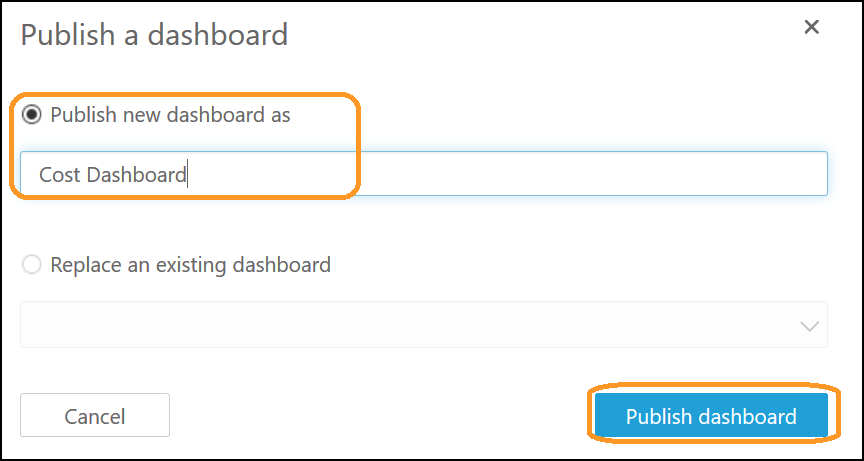 Publish a dashboard
Publish new dashboard as
Cost Dashboard
Replace an existing dashboard
Cancel
Publish dashboard